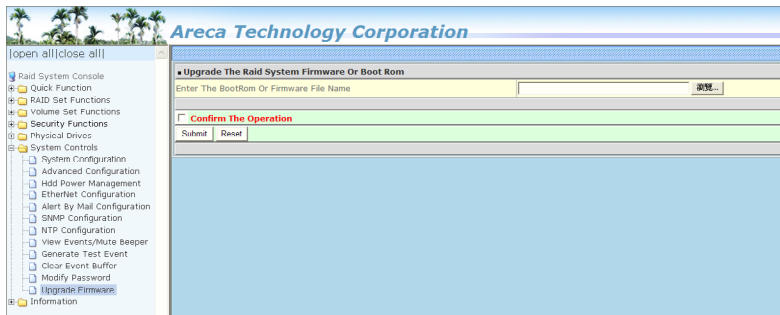 Areca Technology Corporation
|open all|close all|
Raid System Console
Quick Function
RAID Set Functions
Volume Set Functions
Security Functions
Physical Drives
System Controls
System Configuration
Advanced Configuration
Hdd Power Management
EtherNet Configuration
Alert By Mail Configuration
SNMP Configuration
NTP Configuration
View Events/Mute Beeper
Generate Test Event
Clear Event Buffer
Modify Password
Upgrade Firmware
Information
Upgrade The Raid System Firmware Or Boot Rom
Enter The BootRom Or Firmware File Name
瀏覽...
Confirm The Operation
Submit Reset